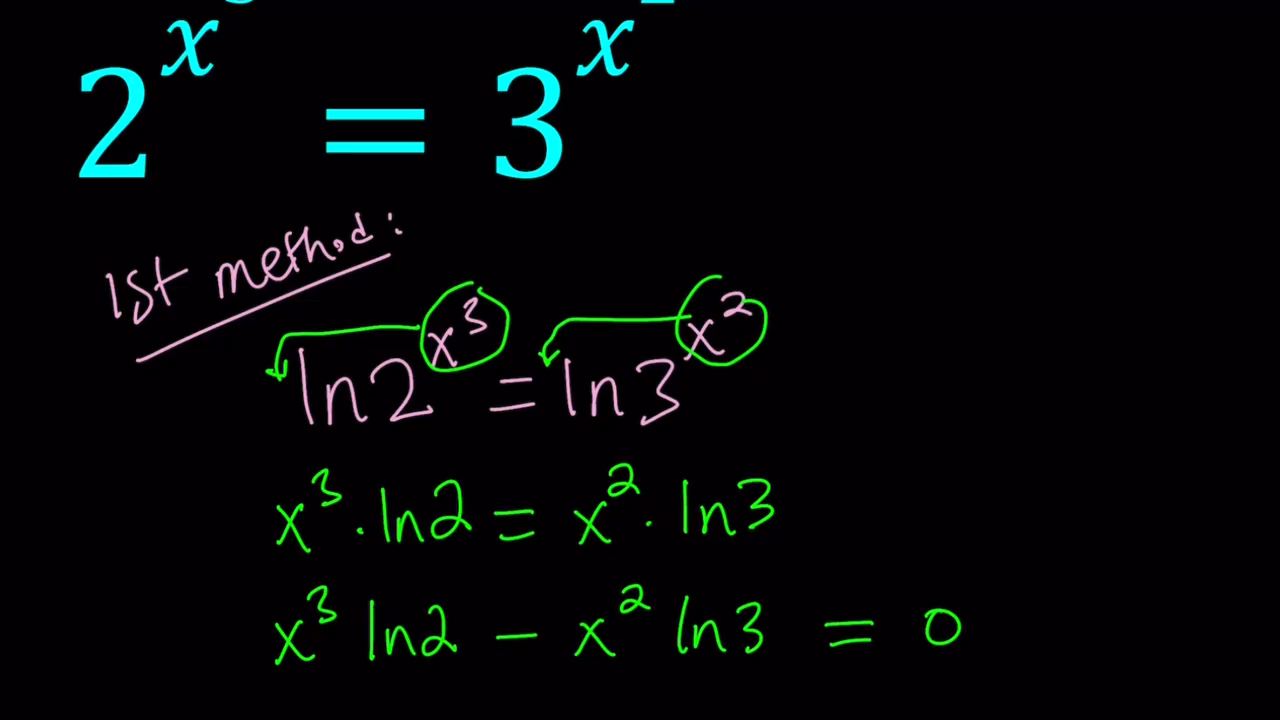 2^x^3 = 3^x^2
1st method:
ln2^x^3 = ln3^x^2
x^3 · ln2 = x^2 · ln3
x^3 ln2 − x^2 ln3 = 0